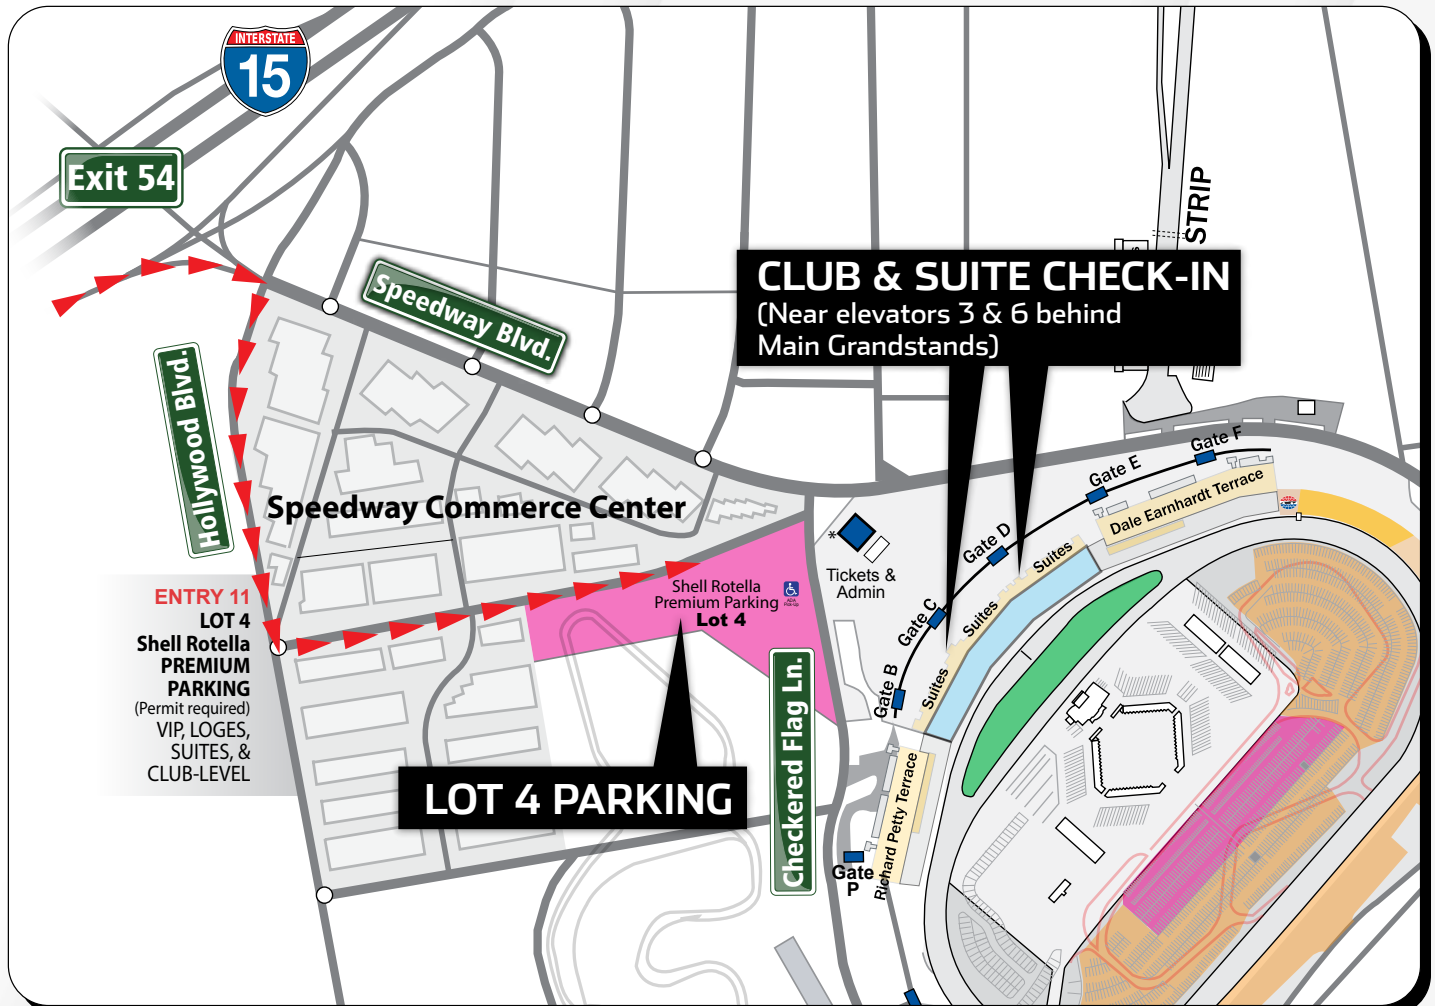 INTERSTATE
15
Exit 54
Speedway Blvd.
Hollywood Blvd.
STRIP
CLUB & SUITE CHECK-IN
(Near elevators 3 & 6 behind
Main Grandstands)
Gate F
Gate E
Gate D
Gate C
Gate B
Dale Earnhardt Terrace
Suites
Suites
Suites
Speedway Commerce Center
*
Tickets &
Admin
Shell Rotella
Premium Parking
Lot 4
ENTRY 11
LOT 4
Shell Rotella
PREMIUM
PARKING
(Permit required)
VIP, LOGES,
SUITES, &
CLUB-LEVEL
LOT 4 PARKING
Checkered Flag Ln.
Richard Petty Terrace
Gate
P